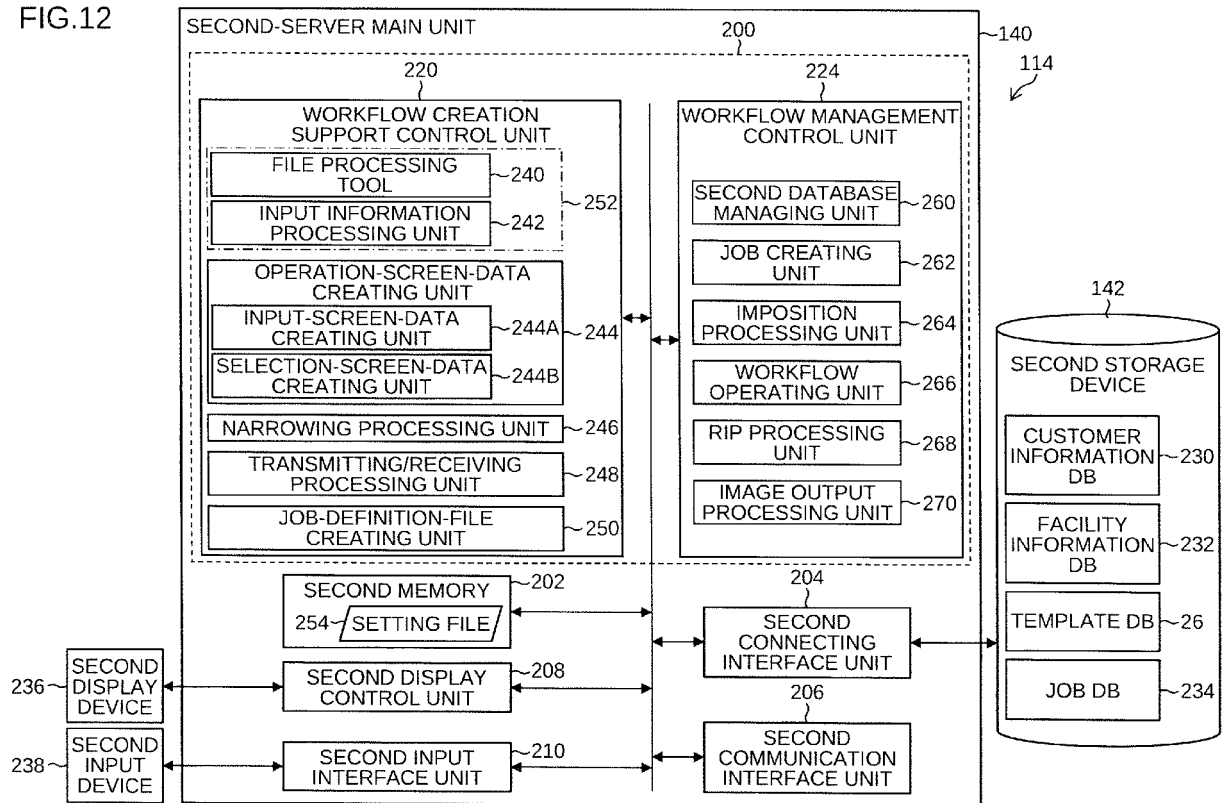 FIG.12
SECOND-SERVER MAIN UNIT
200
140
114
220
WORKFLOW CREATION
SUPPORT CONTROL UNIT
FILE PROCESSING
TOOL
240
INPUT INFORMATION
PROCESSING UNIT
242
252
OPERATION-SCREEN-DATA
CREATING UNIT
INPUT-SCREEN-DATA
CREATING UNIT
244A
244
SELECTION-SCREEN-DATA
CREATING UNIT
244B
NARROWING PROCESSING UNIT
246
TRANSMITTING/RECEIVING
PROCESSING UNIT
248
JOB-DEFINITION-FILE
CREATING UNIT
250
224
WORKFLOW MANAGEMENT
CONTROL UNIT
SECOND DATABASE
MANAGING UNIT
260
JOB CREATING
UNIT
262
IMPOSITION
PROCESSING UNIT
264
WORKFLOW
OPERATING UNIT
266
RIP PROCESSING
UNIT
268
IMAGE OUTPUT
PROCESSING UNIT
270
142
SECOND STORAGE
DEVICE
CUSTOMER
INFORMATION
DB
230
FACILITY
INFORMATION
DB
232
TEMPLATE DB
26
JOB DB
234
SECOND MEMORY
202
254
SETTING FILE
204
SECOND
CONNECTING
INTERFACE UNIT
236
SECOND
DISPLAY
DEVICE
SECOND DISPLAY
CONTROL UNIT
208
206
SECOND
COMMUNICATION
INTERFACE UNIT
238
SECOND
INPUT
DEVICE
SECOND INPUT
INTERFACE UNIT
210